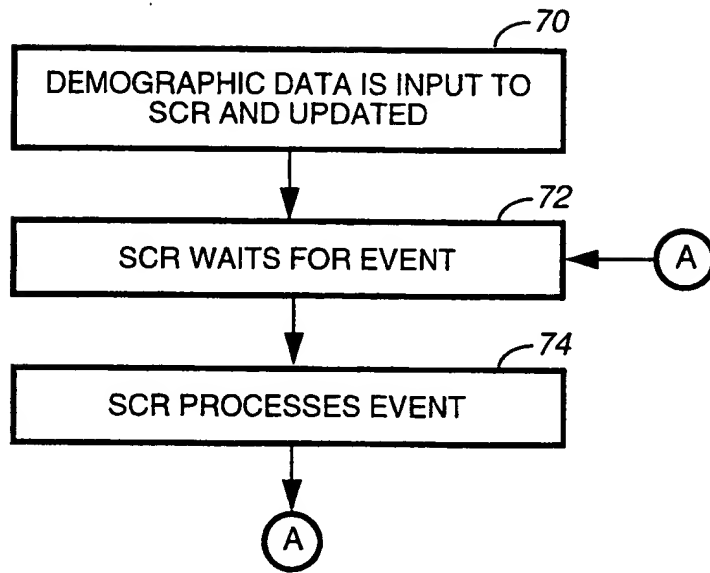 70
DEMOGRAPHIC DATA IS INPUT TO
SCR AND UPDATED
72
SCR WAITS FOR EVENT
A
74
SCR PROCESSES EVENT
A